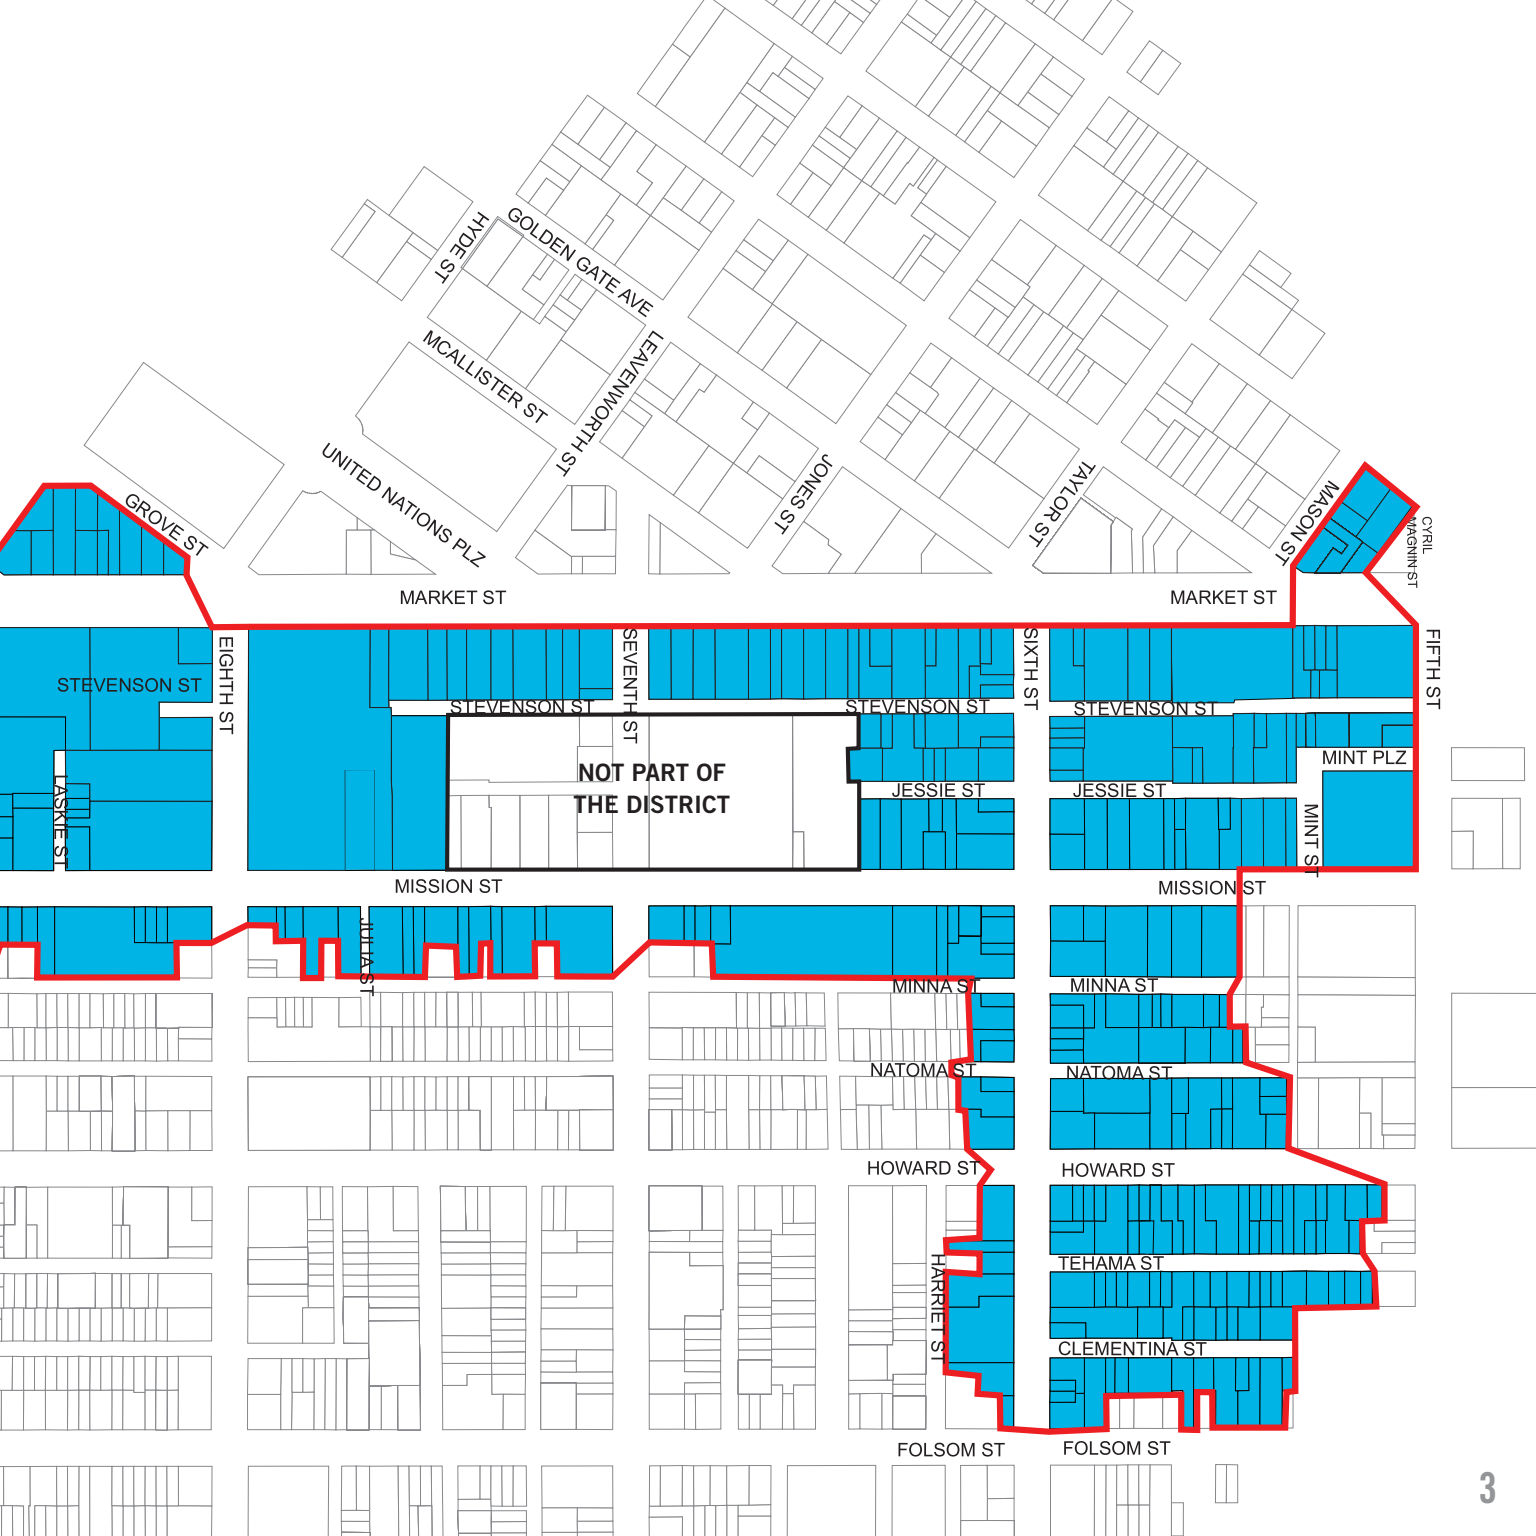 HYDE ST
GOLDEN GATE AVE
MCALLISTER ST
LEAVENWORTH ST
UNITED NATIONS PLZ
JONES ST
TAYLOR ST
MASON ST
CYRIL
MAGNIN ST
GROVE ST
MARKET ST
MARKET ST
EIGHTH ST
SEVENTH ST
SIXTH ST
FIFTH ST
STEVENSON ST
STEVENSON ST
STEVENSON ST
STEVENSON ST
MINT PLZ
NOT PART OF
THE DISTRICT
LASKIE ST
JESSIE ST
JESSIE ST
MINT ST
MISSION ST
MISSION ST
JULIA ST
MINNA ST
MINNA ST
NATOMA ST
NATOMA ST
HOWARD ST
HOWARD ST
HARRIET ST
TEHAMA ST
CLEMENTINA ST
FOLSOM ST
FOLSOM ST
3